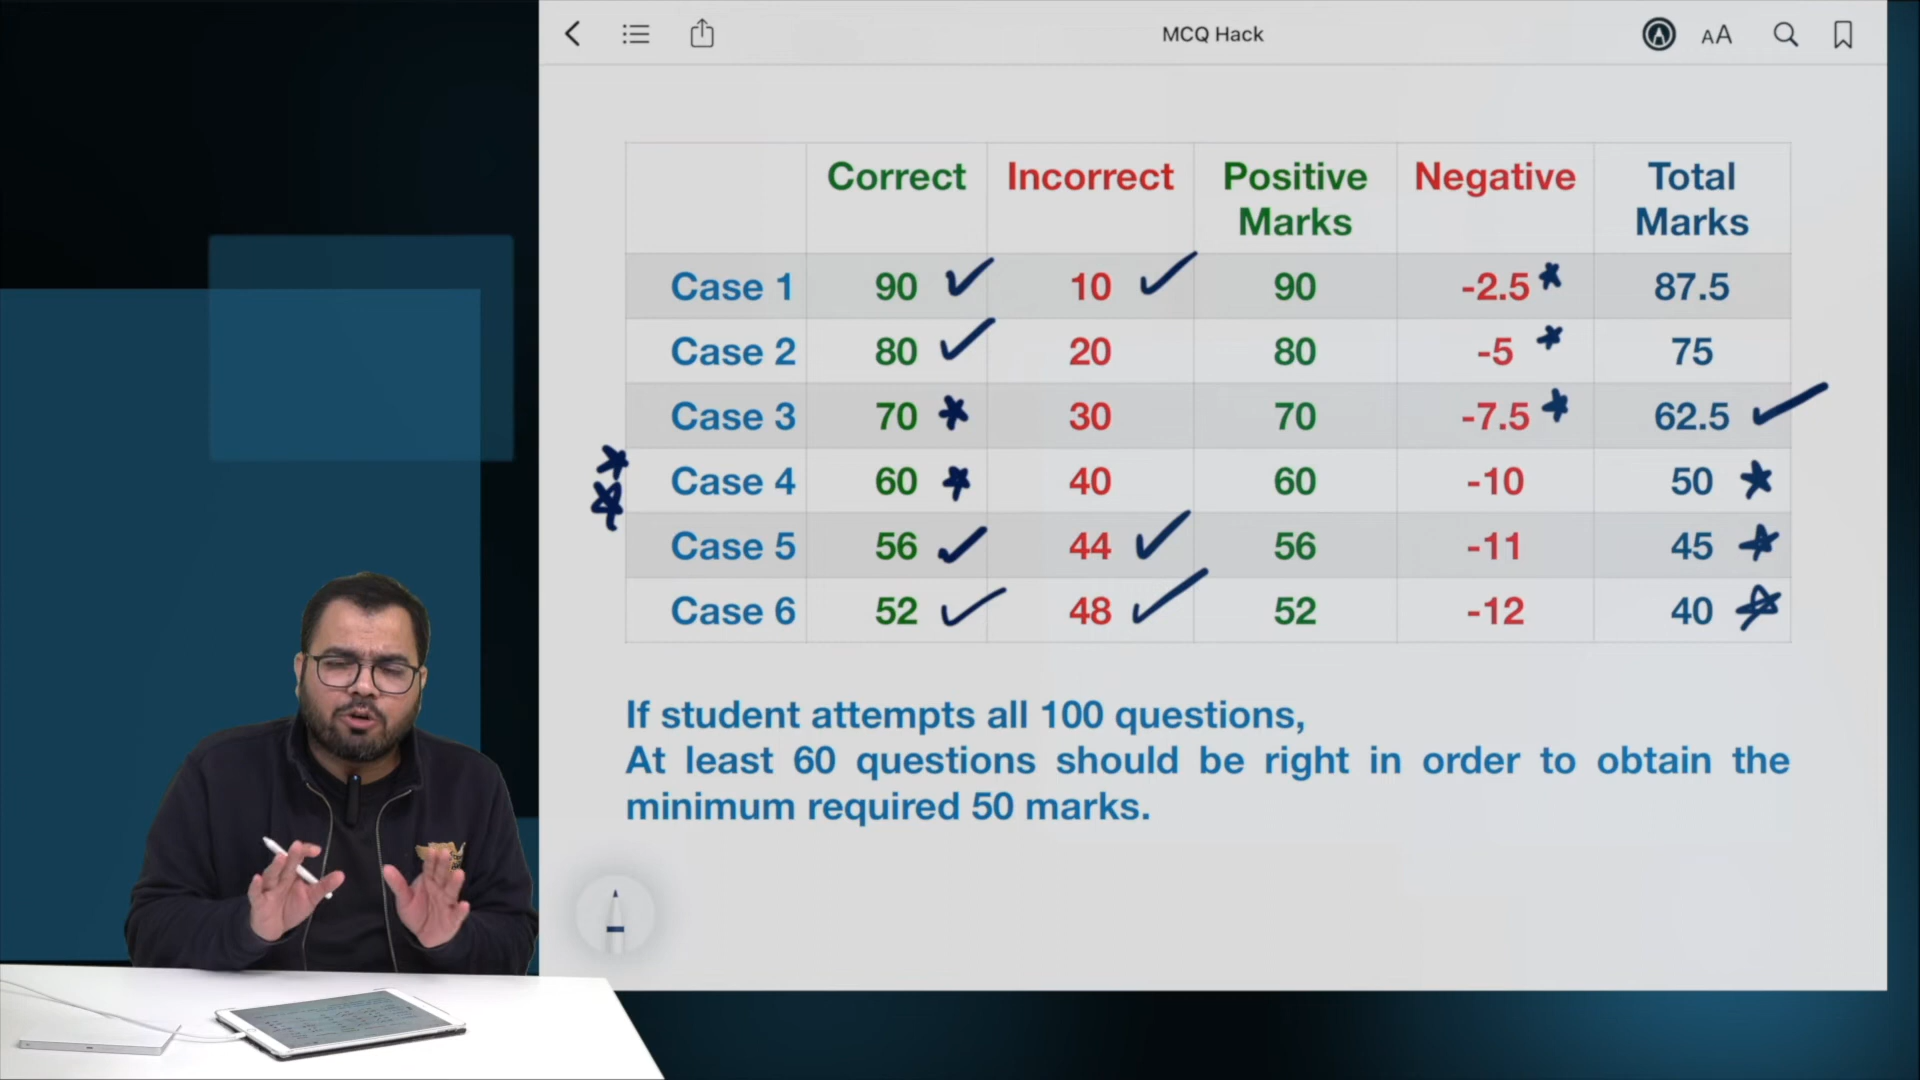 MCQ Hack
AA
Correct Incorrect Positive Marks Negative Total Marks
Case 1 90 10 90 -2.5 87.5
Case 2 80 20 80 -5 75
Case 3 70 30 70 -7.5 62.5
Case 4 60 40 60 -10 50
Case 5 56 44 56 -11 45
Case 6 52 48 52 -12 40
If student attempts all 100 questions,
At least 60 questions should be right in order to obtain the
minimum required 50 marks.